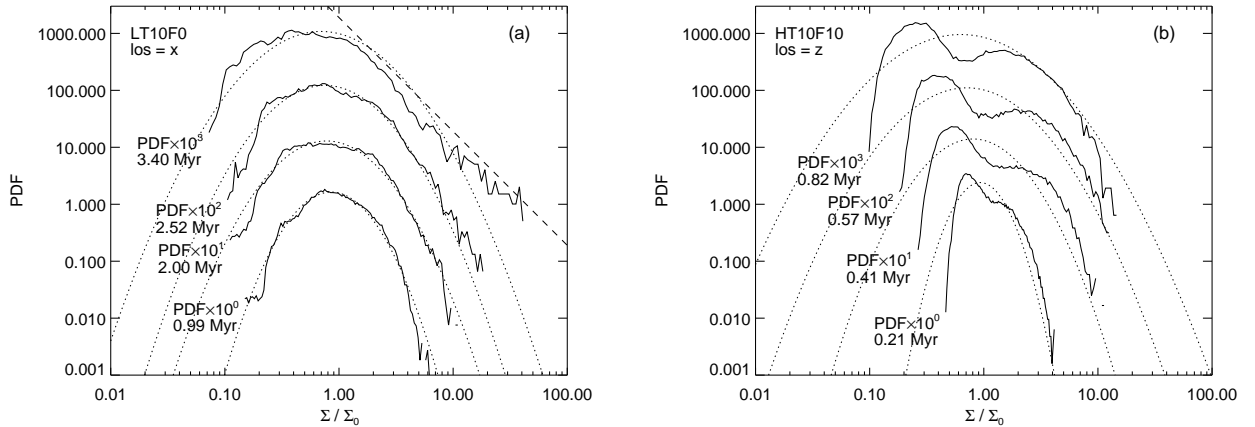 LT10F0
los = x
(a)
1000.000
100.000
10.000
1.000
0.100
0.010
0.001
PDF
PDF×10³
3.40 Myr
PDF×10²
2.52 Myr
PDF×10¹
2.00 Myr
PDF×10⁰
0.99 Myr
0.01 0.10 1.00 10.00 100.00
Σ / Σ₀
HT10F10
los = z
(b)
1000.000
100.000
10.000
1.000
0.100
0.010
0.001
PDF
PDF×10³
0.82 Myr
PDF×10²
0.57 Myr
PDF×10¹
0.41 Myr
PDF×10⁰
0.21 Myr
0.01 0.10 1.00 10.00 100.00
Σ / Σ₀